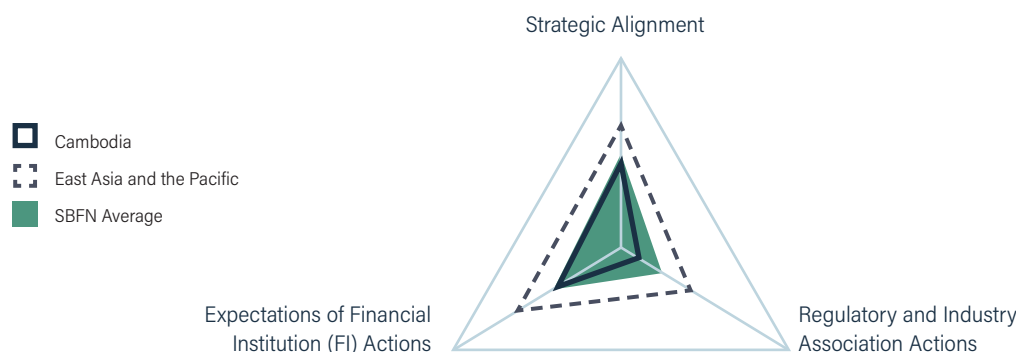 Strategic Alignment
Cambodia
East Asia and the Pacific
SBFN Average
Expectations of Financial
Institution (FI) Actions
Regulatory and Industry
Association Actions